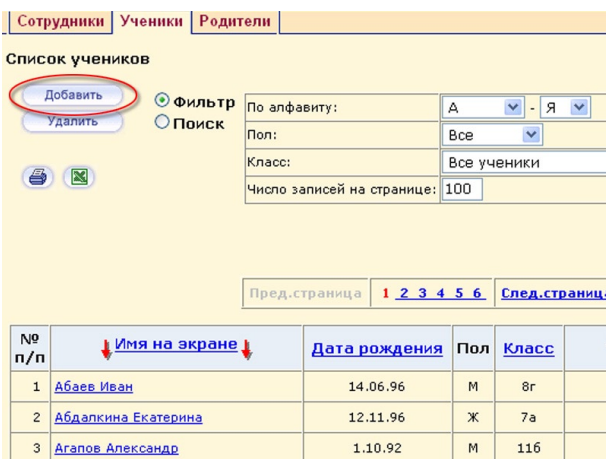 Сотрудники Ученики Родители
Список учеников
Добавить
Удалить
Фильтр
Поиск
По алфавиту: А - Я
Пол: Все
Класс: Все ученики
Число записей на странице: 100
Пред.страница 1 2 3 4 5 6 След.страница
№ п/п Имя на экране Дата рождения Пол Класс
1 Абаев Иван 14.06.96 М 8г
2 Абдалкина Екатерина 12.11.96 Ж 7а
3 Агапов Александр 1.10.92 М 11б